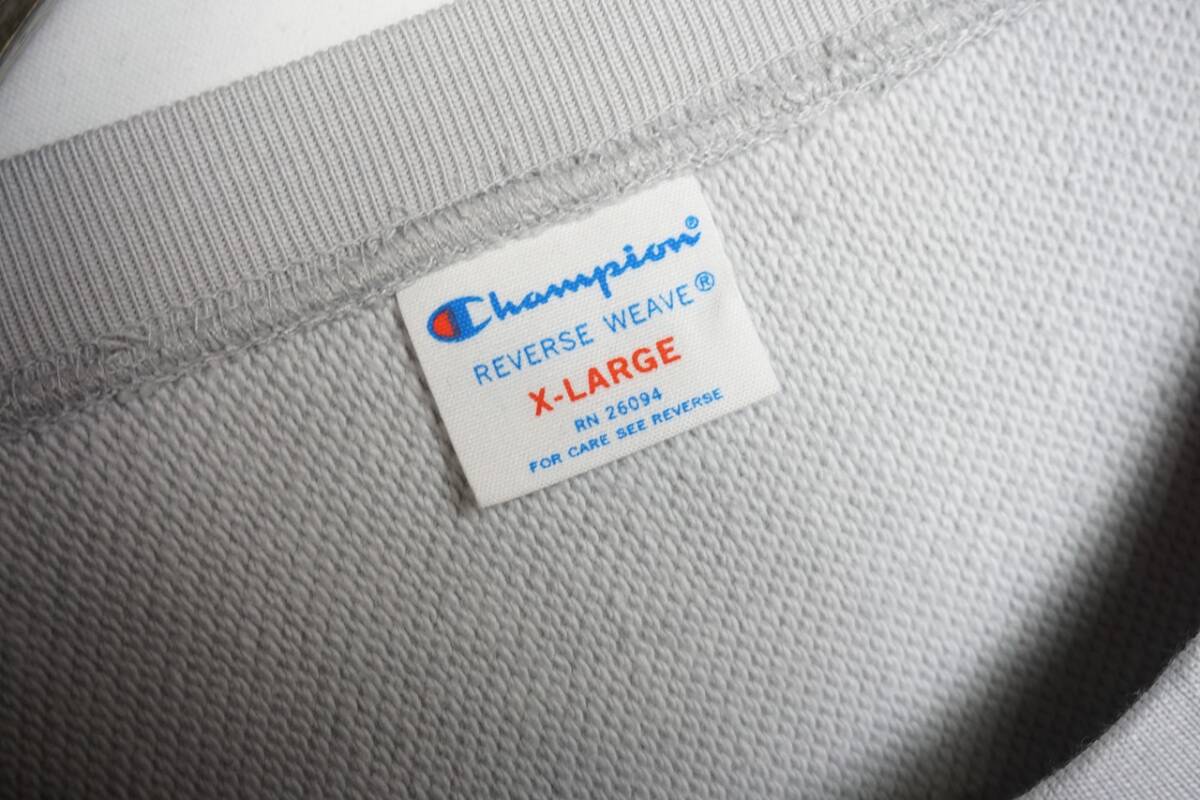 Champion®
REVERSE WEAVE®
X-LARGE
RN 26094
FOR CARE SEE REVERSE